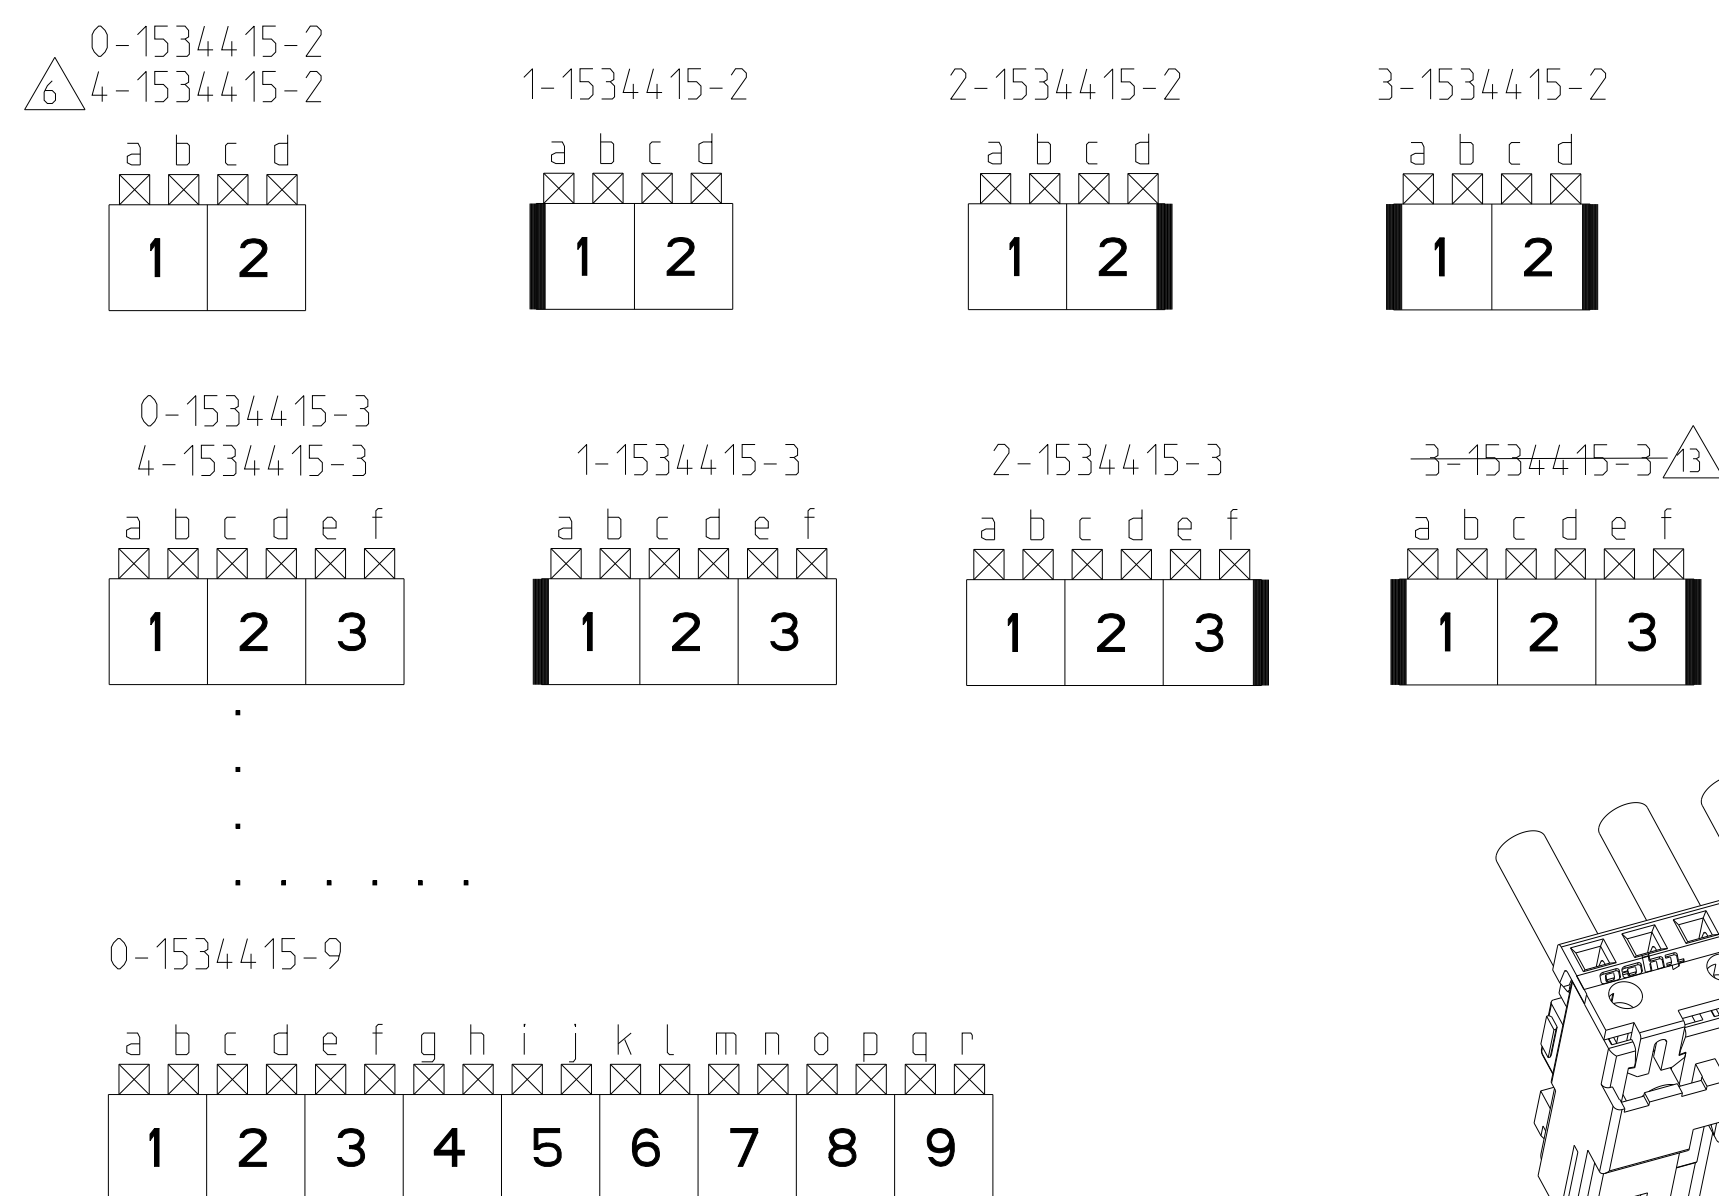 0-1534415-2
6 4-1534415-2 1-1534415-2 2-1534415-2 3-1534415-2
a b c d a b c d a b c d a b c d
1 2 1 2 1 2 1 2
0-1534415-3
4-1534415-3 1-1534415-3 2-1534415-3 3-1534415-3 13
a b c d e f a b c d e f a b c d e f a b c d e f
1 2 3 1 2 3 1 2 3 1 2 3
0-1534415-9
a b c d e f g h i j k l m n o p q r
1 2 3 4 5 6 7 8 9